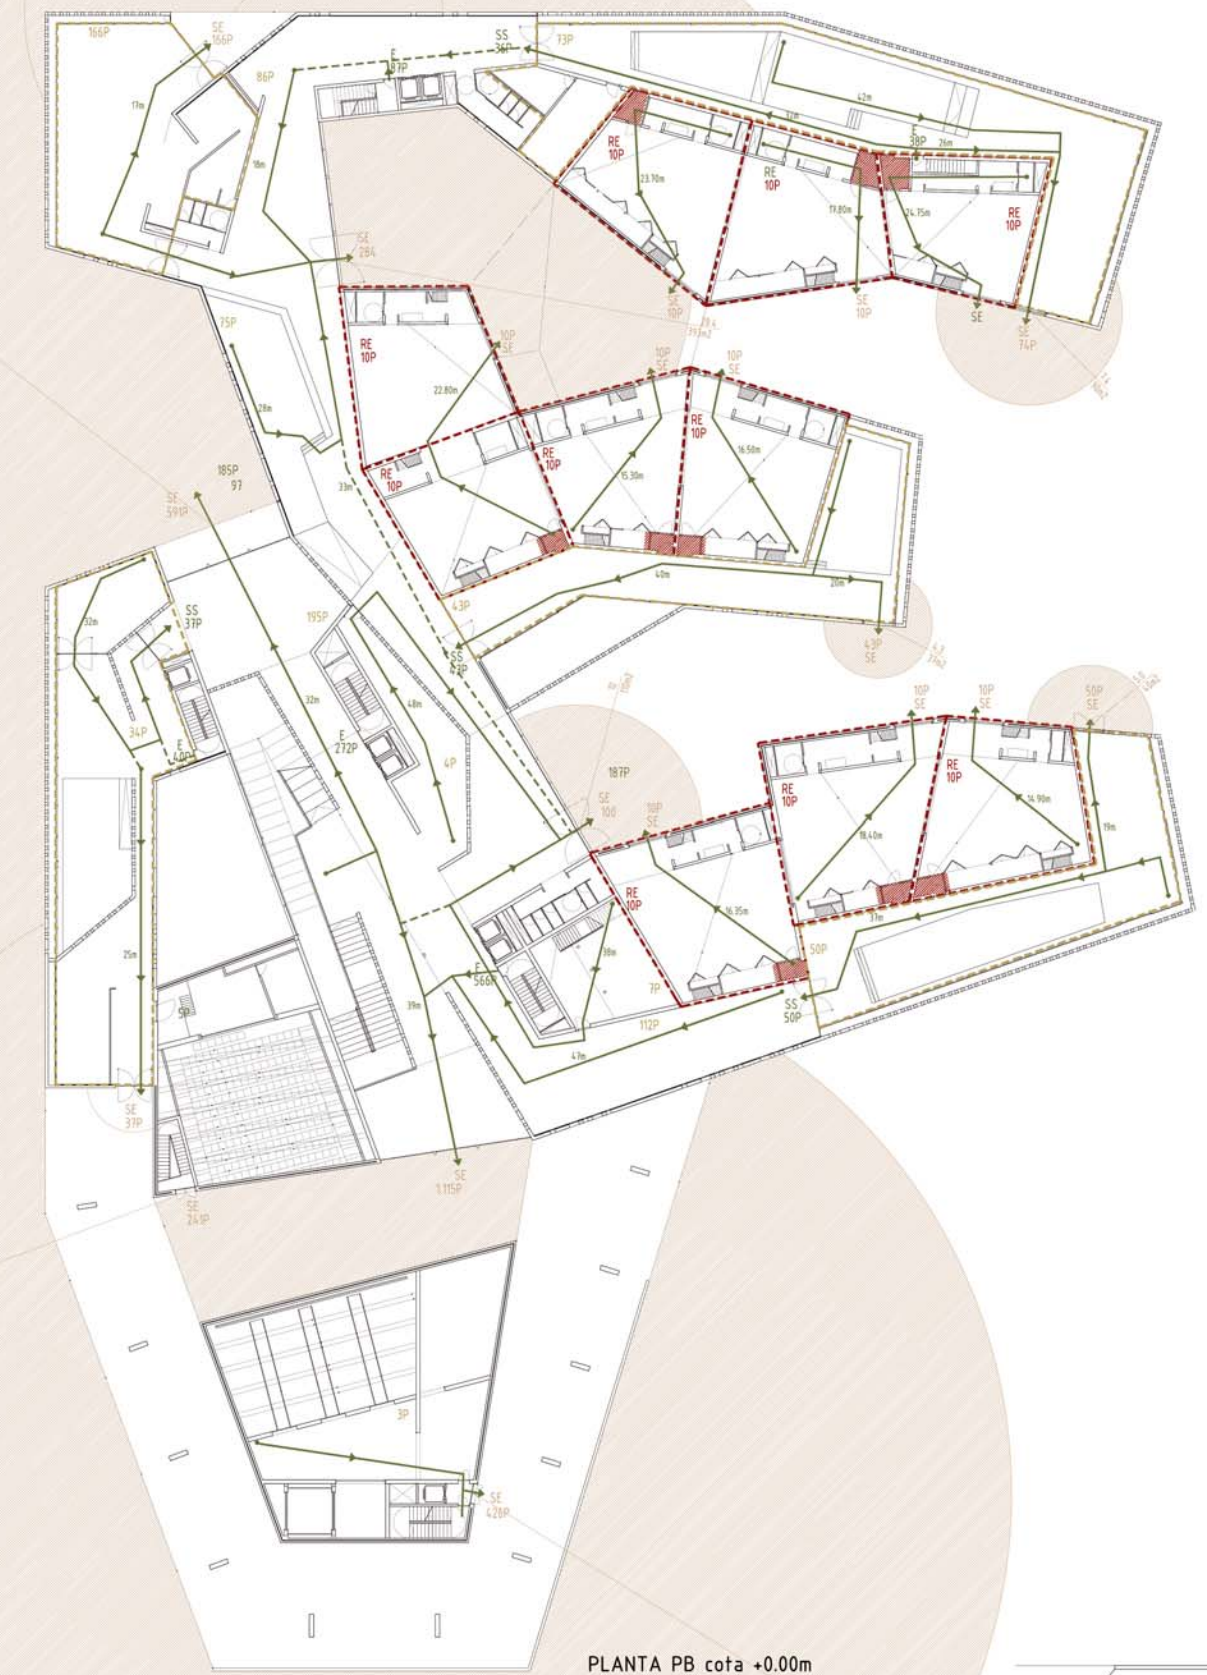 166P
SE
166P
86P
17m
18m
E
87P
SS
36P
73P
42m
12m
E
38P
26m
RE
10P
23.70m
RE
10P
19.80m
24.75m
RE
10P
SE
284
SE
10P
SE
10P
SE
SE
74P
75P
28m
RE
10P
22.80m
10P
SE
10P
SE
10P
SE
RE
10P
RE
10P
15.30m
RE
10P
16.50m
185P
97
SE
591P
33m
40m
20m
43P
SS
43P
43P
SE
32m
SS
37P
34P
E
40P
195P
32m
E
272P
48m
4P
187P
SE
100
10P
SE
10P
SE
10P
SE
50P
SE
RE
10P
18.40m
RE
10P
14.90m
19m
RE
10P
16.35m
37m
50P
SS
50P
25m
5P
39m
E
566P
38m
7P
112P
47m
SE
37P
SE
241P
SE
1.115P
3P
SE
426P
PLANTA PB cota +0.00m